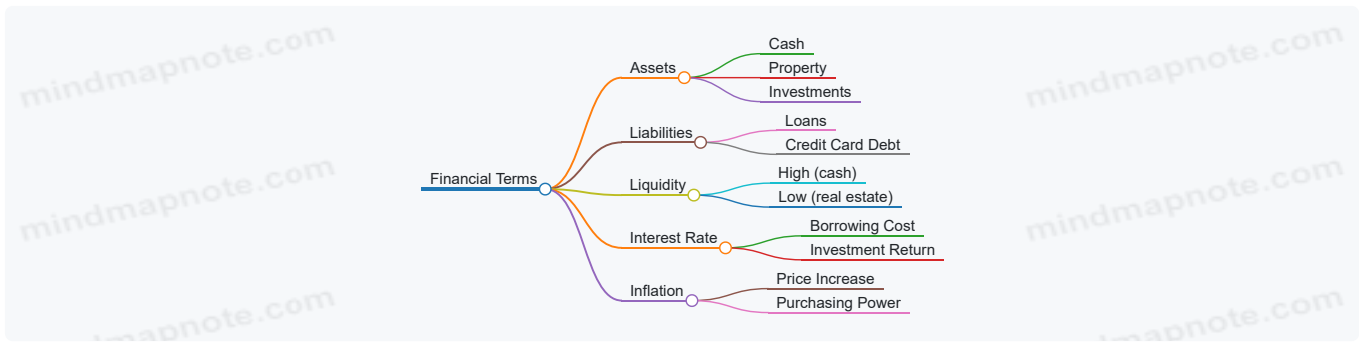 mindmapnote.com
mindmapnote.com
Financial Terms
Assets
Cash
Property
Investments
Liabilities
Loans
Credit Card Debt
Liquidity
High (cash)
Low (real estate)
Interest Rate
Borrowing Cost
Investment Return
Inflation
Price Increase
Purchasing Power
mindmapnote.com
mindmapnote.com
mindmapnote.com
mindmapnote.com